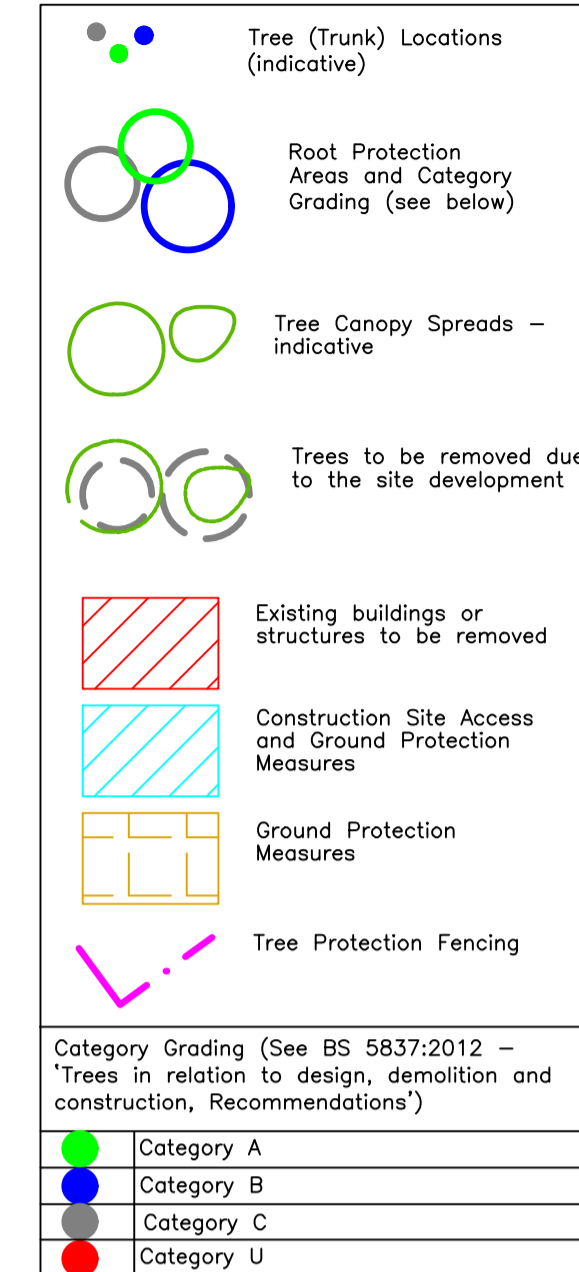 Tree (Trunk) Locations
(indicative)
Root Protection
Areas and Category
Grading (see below)
Tree Canopy Spreads –
indicative
Trees to be removed due
to the site development
Existing buildings or
structures to be removed
Construction Site Access
and Ground Protection
Measures
Ground Protection
Measures
Tree Protection Fencing
Category Grading (See BS 5837:2012 –
‘Trees in relation to design, demolition and
construction, Recommendations’)
Category A
Category B
Category C
Category U